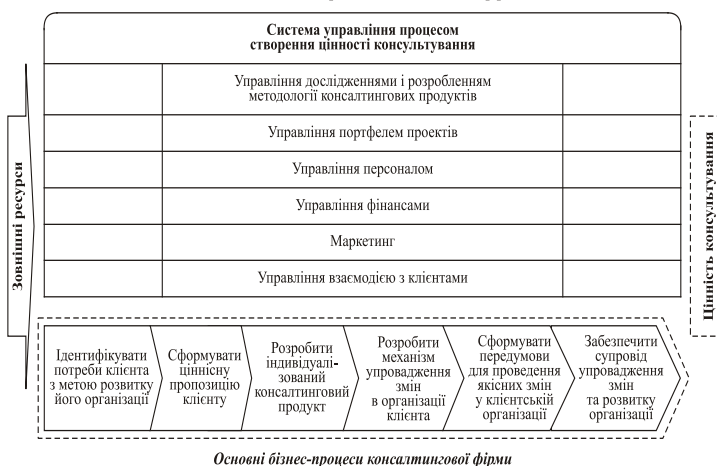 Система управління процесом
створення цінності консультування
Управління дослідженнями і розробленням
методології консалтингових продуктів
Управління портфелем проектів
Управління персоналом
Управління фінансами
Маркетинг
Управління взаємодією з клієнтами
Зовнішні ресурси
Цінність консультування
Ідентифікувати
потреби клієнта
з метою розвитку
його організації
Сформувати
ціннісну
пропозицію
клієнту
Розробити
індивідуалі-
зований
консалтинговий
продукт
Розробити
механізм
упровадження
змін
в організації
клієнта
Сформувати
передумови
для проведення
якісних змін
у клієнтській
організації
Забезпечити
супровід
упровадження
змін
та розвитку
організації
Основні бізнес-процеси консалтингової фірми